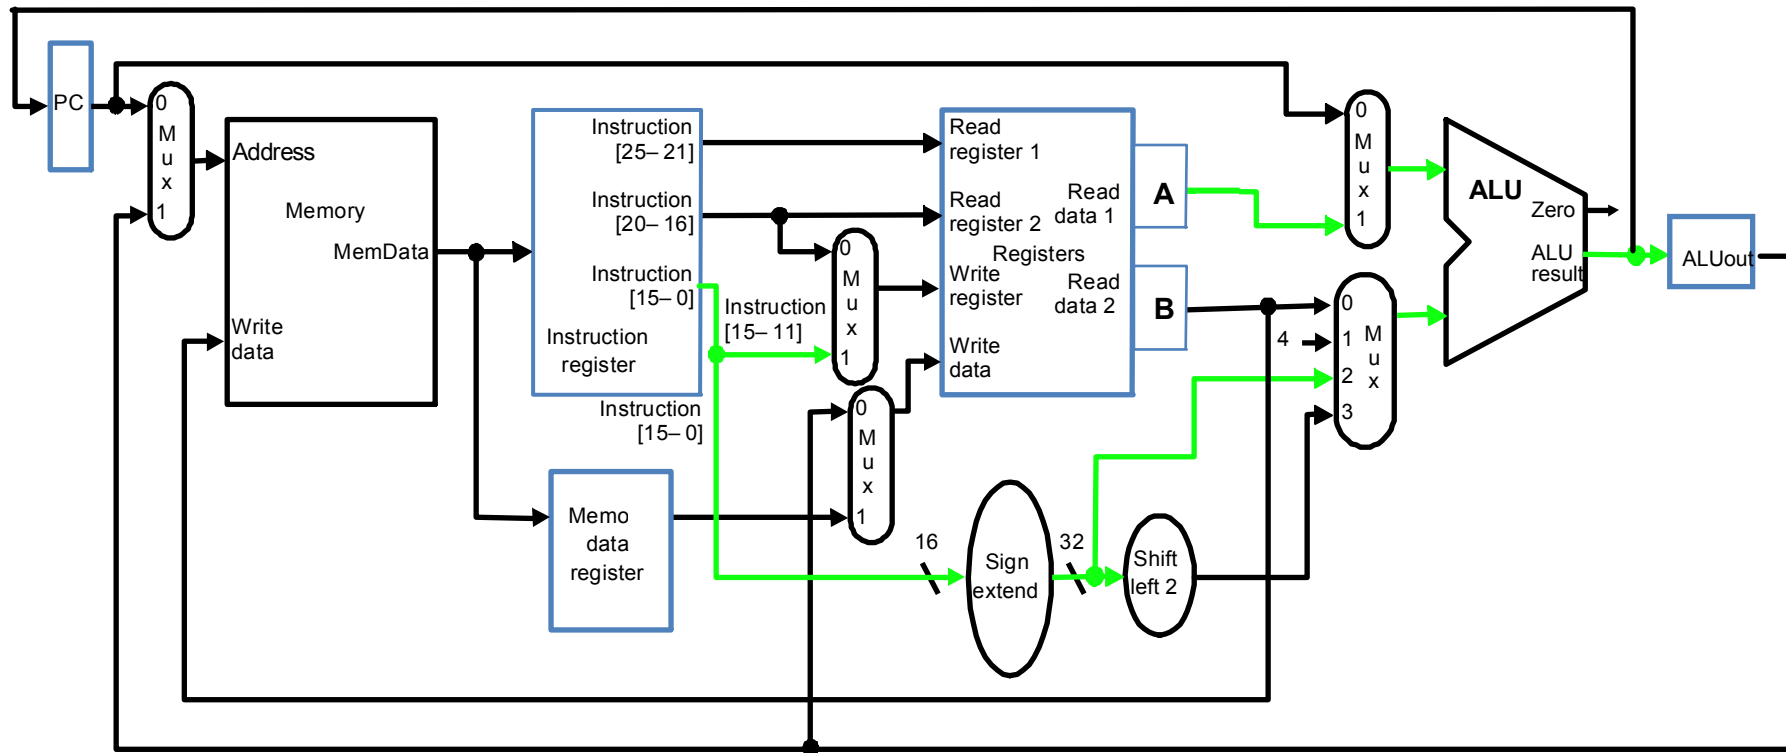 PC
0
M
u
x
1
Address
Memory
MemData
Write
data
Instruction
[25– 21]
Instruction
[20– 16]
Instruction
[15– 0]
Instruction
register
Instruction
[15– 11]
Instruction
[15– 0]
0
M
u
x
1
0
M
u
x
1
Memo
data
register
Read
register 1
Read
register 2
Registers
Write
register
Write
data
Read
data 1
Read
data 2
A
B
16
Sign
extend
32
Shift
left 2
0
M
u
x
1
4
0
1
2
3
M
u
x
ALU
Zero
ALU
result
ALUout